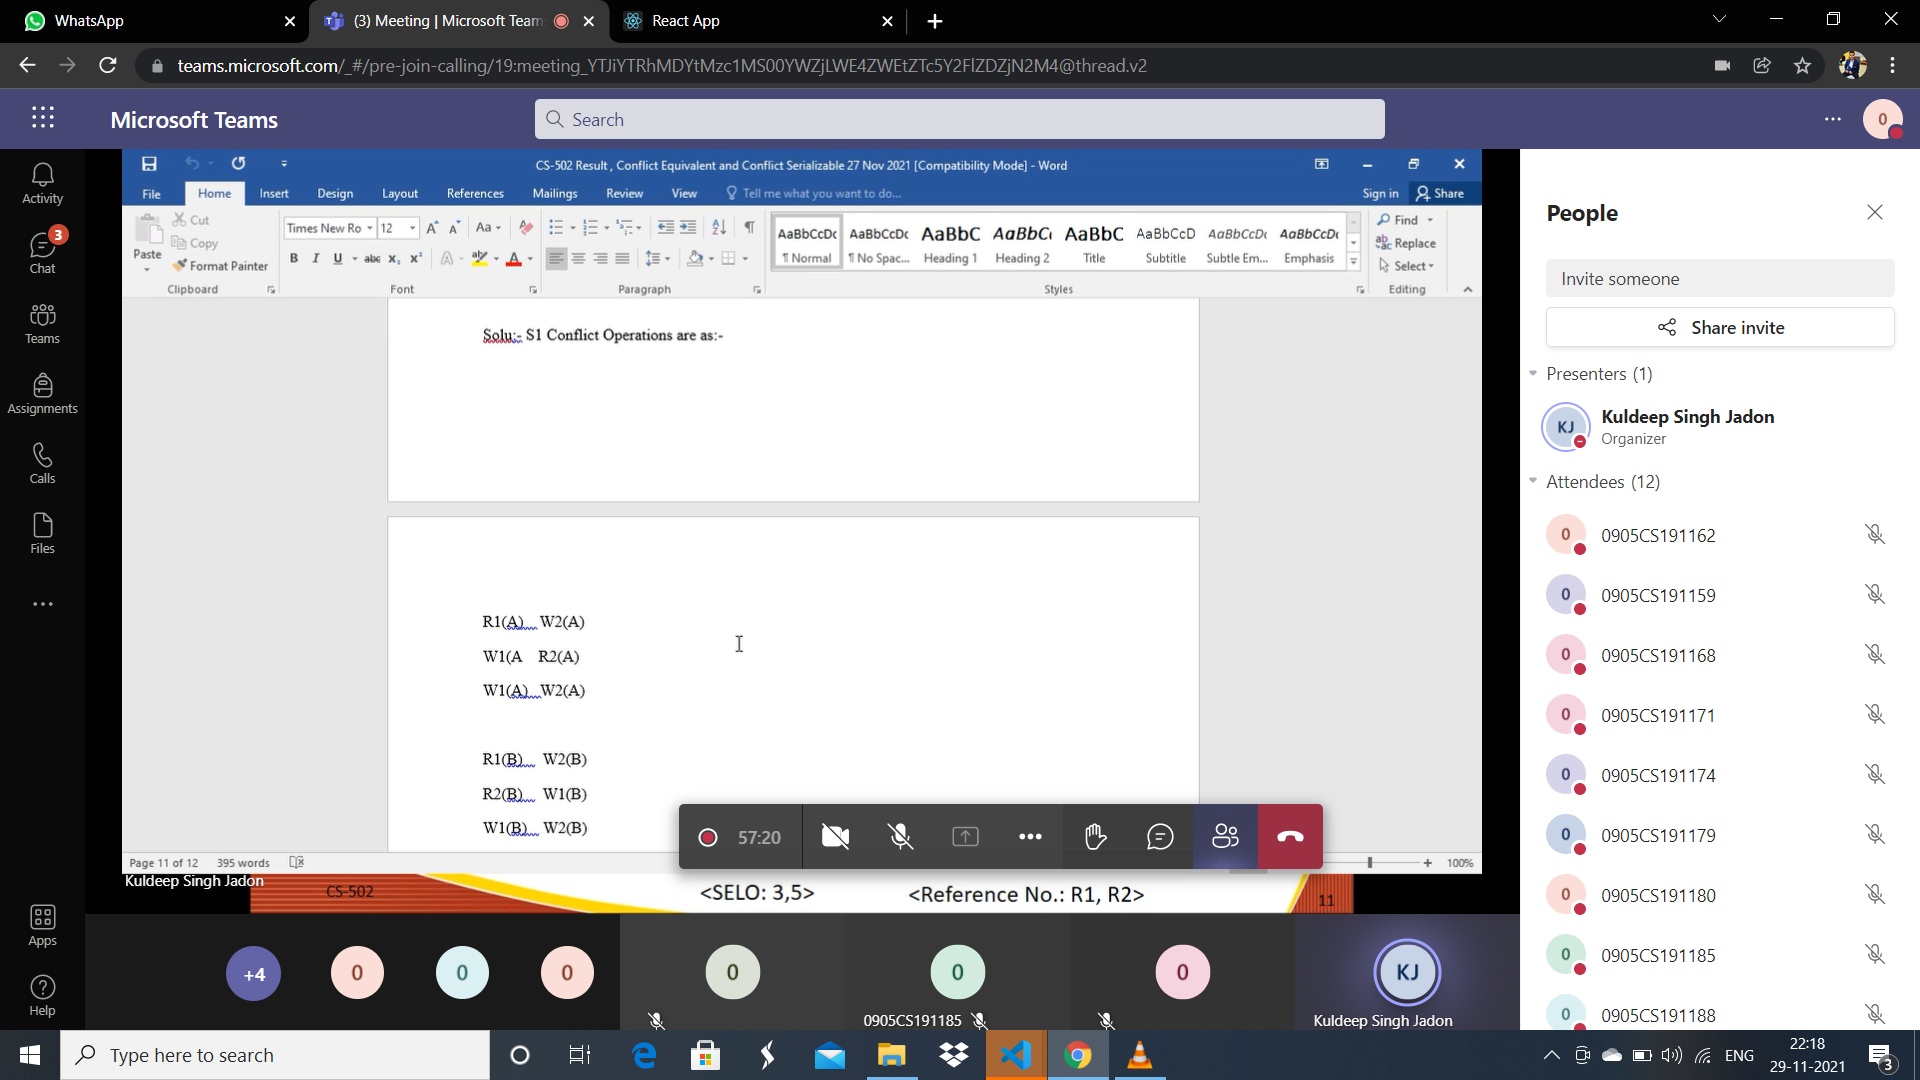 WhatsApp
(3) Meeting | Microsoft Team
React App
teams.microsoft.com/_#/pre-join-calling/19:meeting_YTJiYTRhMDYtMzc1MS00YWZjLWE4ZWEtZTc5Y2FlZDZjN2M4@thread.v2
Microsoft Teams
Search
0
CS-502 Result , Conflict Equivalent and Conflict Serializable 27 Nov 2021 [Compatibility Mode] - Word
File Home Insert Design Layout References Mailings Review View Tell me what you want to do... Sign in Share
Paste
Cut
Copy
Format Painter
Clipboard
Times New Ro 12
Font
Paragraph
AaBbCcDc AaBbCcDc AaBbC AaBbC AaBbC AaBbCcD AaBbCcDc AaBbCcDc
¶ Normal ¶ No Spac... Heading 1 Heading 2 Title Subtitle Subtle Em... Emphasis
Styles
Find
Replace
Select
Editing
Solu:- S1 Conflict Operations are as:-
R1(A) W2(A)
W1(A R2(A)
W1(A) W2(A)
R1(B) W2(B)
R2(B) W1(B)
W1(B) W2(B)
57:20
Page 11 of 12 395 words
100%
Kuldeep Singh Jadon
CS-502
<SELO: 3,5>
<Reference No.: R1, R2>
11
Activity
3
Chat
Teams
Assignments
Calls
Files
Apps
Help
+4
0
0
0
0
0
0905CS191185
0
KJ
Kuldeep Singh Jadon
People
Invite someone
Share invite
Presenters (1)
KJ
Kuldeep Singh Jadon
Organizer
Attendees (12)
0 0905CS191162
0 0905CS191159
0 0905CS191168
0 0905CS191171
0 0905CS191174
0 0905CS191179
0 0905CS191180
0 0905CS191185
0 0905CS191188
Type here to search
ENG
22:18
29-11-2021
3